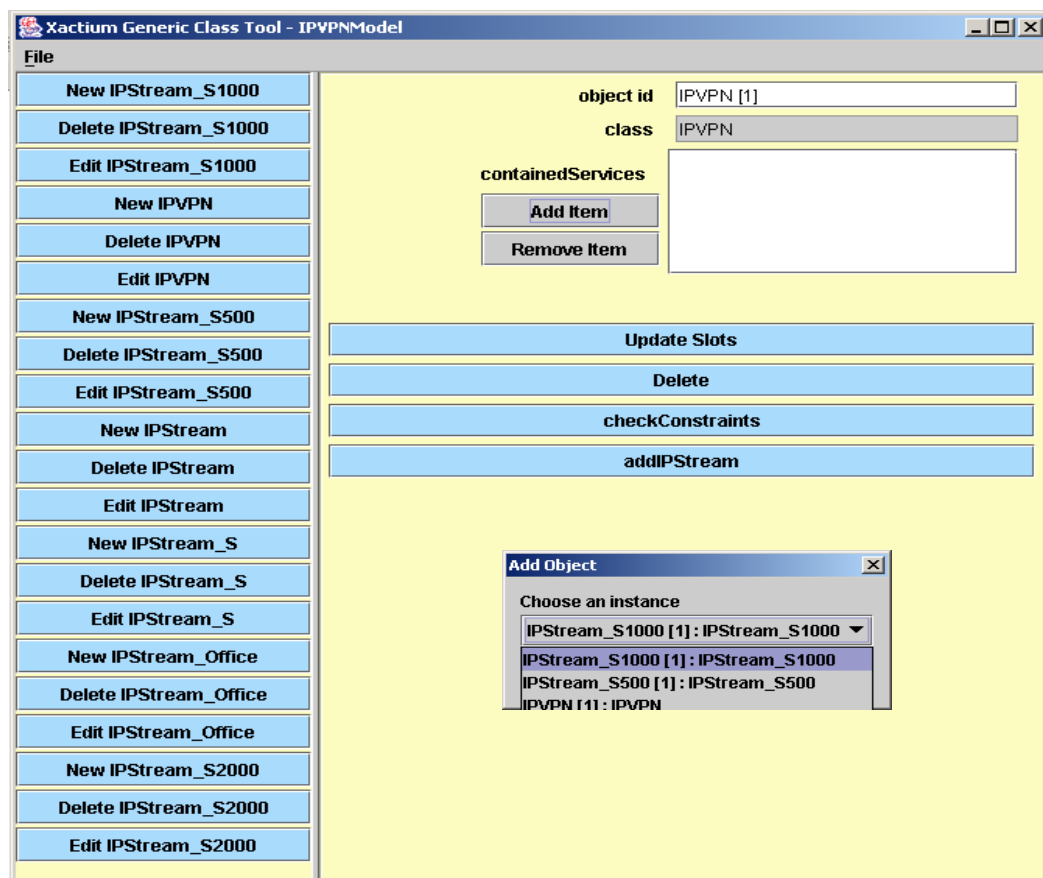 Xactium Generic Class Tool - IPVPNModel
File
New IPStream_S1000
Delete IPStream_S1000
Edit IPStream_S1000
New IPVPN
Delete IPVPN
Edit IPVPN
New IPStream_S500
Delete IPStream_S500
Edit IPStream_S500
New IPStream
Delete IPStream
Edit IPStream
New IPStream_S
Delete IPStream_S
Edit IPStream_S
New IPStream_Office
Delete IPStream_Office
Edit IPStream_Office
New IPStream_S2000
Delete IPStream_S2000
Edit IPStream_S2000
object id IPVPN [1]
class IPVPN
containedServices
Add Item
Remove Item
Update Slots
Delete
checkConstraints
addIPStream
Add Object
Choose an instance
IPStream_S1000 [1] : IPStream_S1000
IPStream_S1000 [1] : IPStream_S1000
IPStream_S500 [1] : IPStream_S500
IPVPN [1] : IPVPN